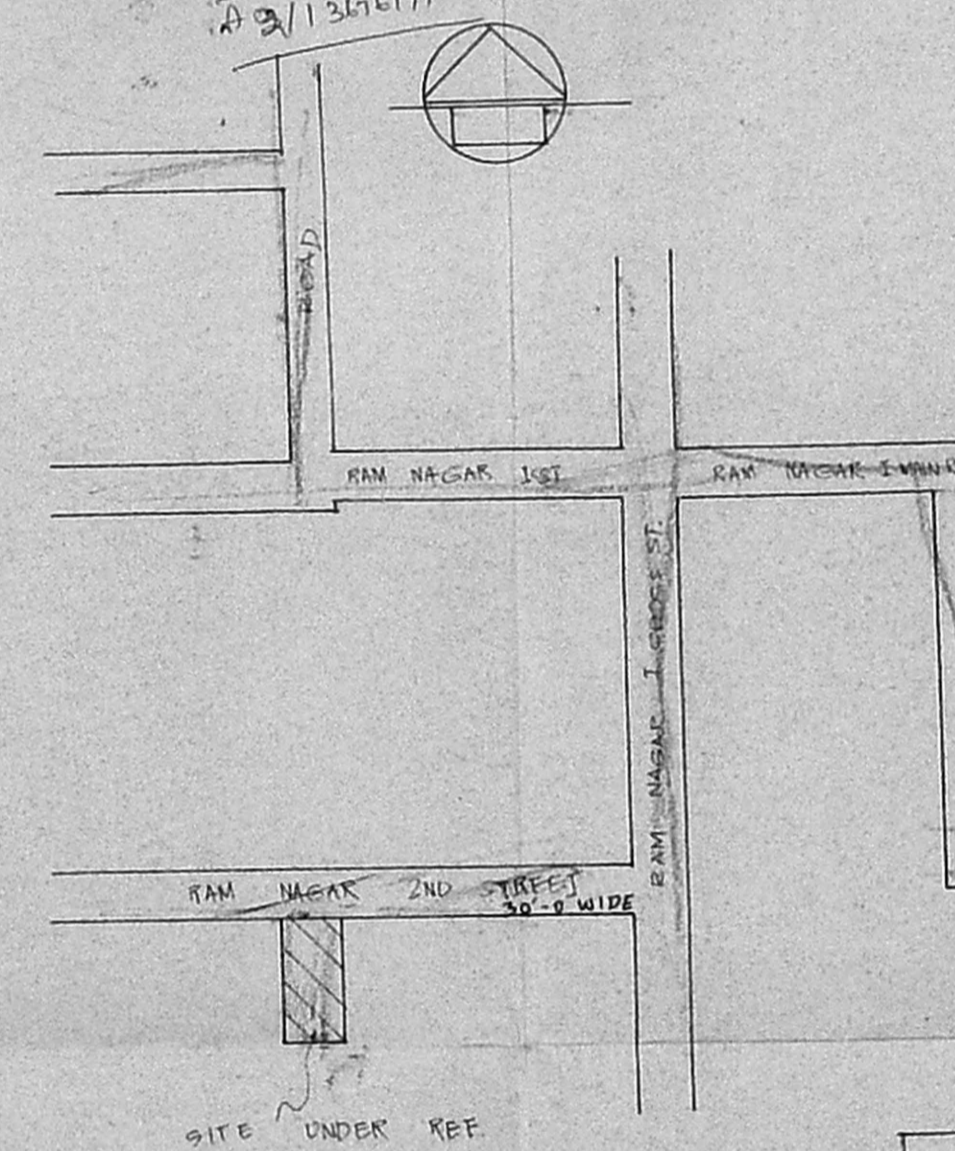 ROAD
RAM NAGAR I ST
RAM NAGAR I MAIN R
RAM NAGAR I CROSS ST.
RAM NAGAR 2ND STREET
30'-0 WIDE
SITE UNDER REF.